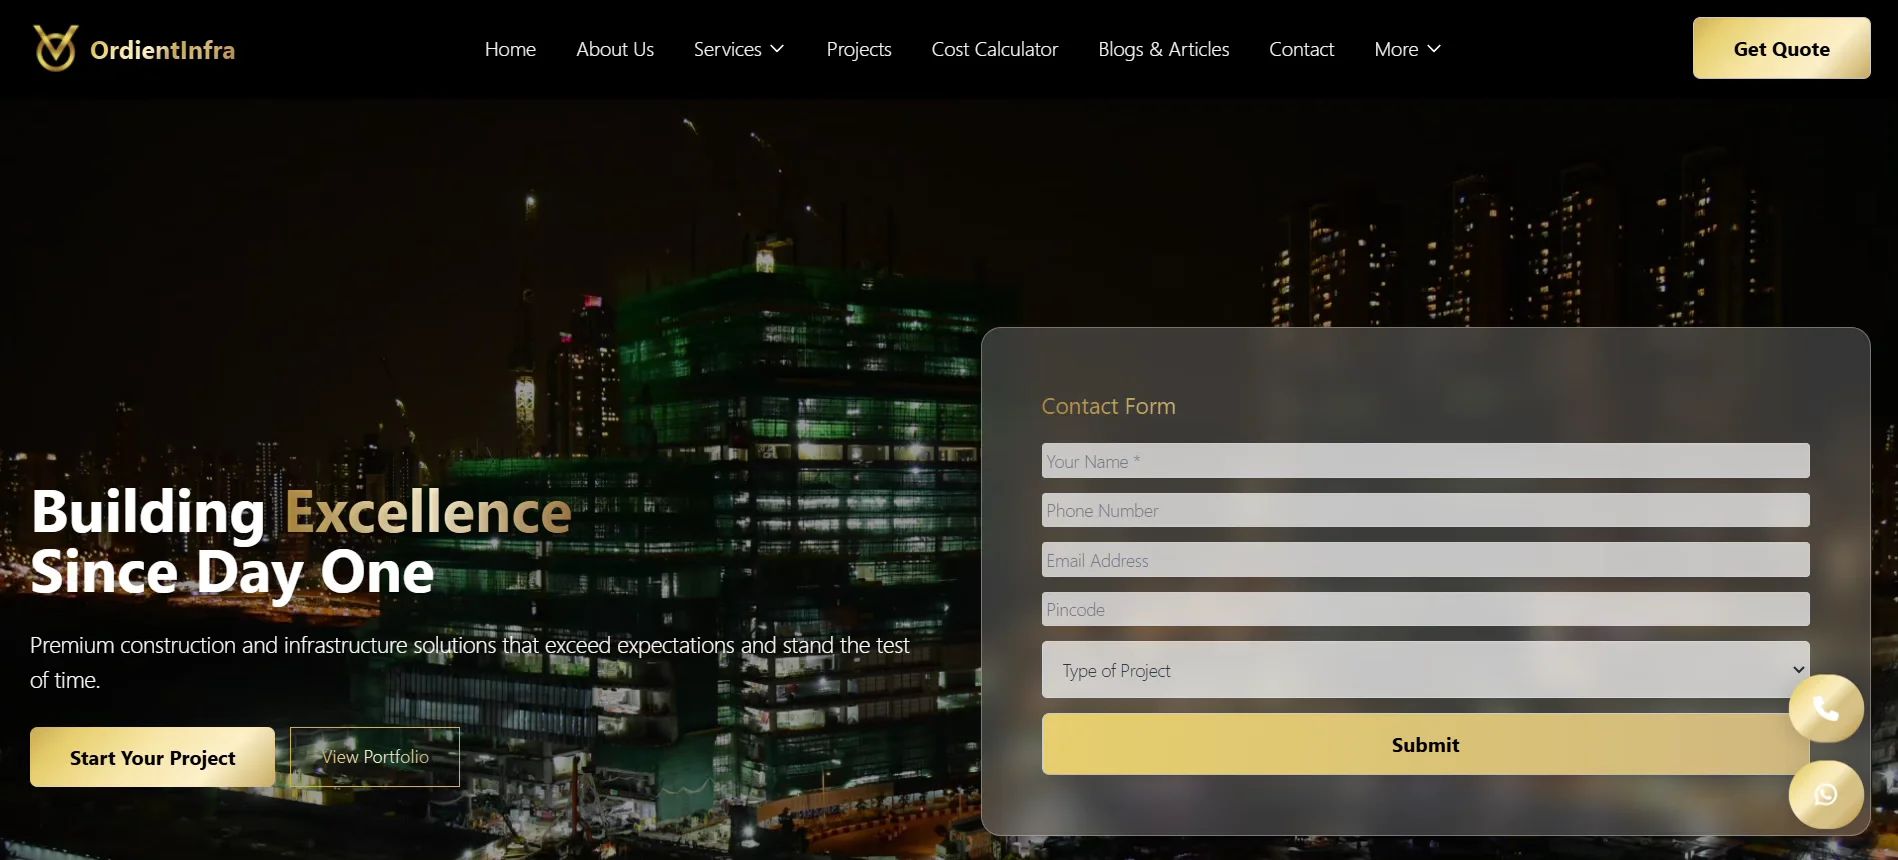 OrdientInfra
Home
About Us
Services
Projects
Cost Calculator
Blogs & Articles
Contact
More
Get Quote
Building Excellence
Since Day One
Premium construction and infrastructure solutions that exceed expectations and stand the test
of time.
Start Your Project
View Portfolio
Contact Form
Your Name *
Phone Number
Email Address
Pincode
Type of Project
Submit